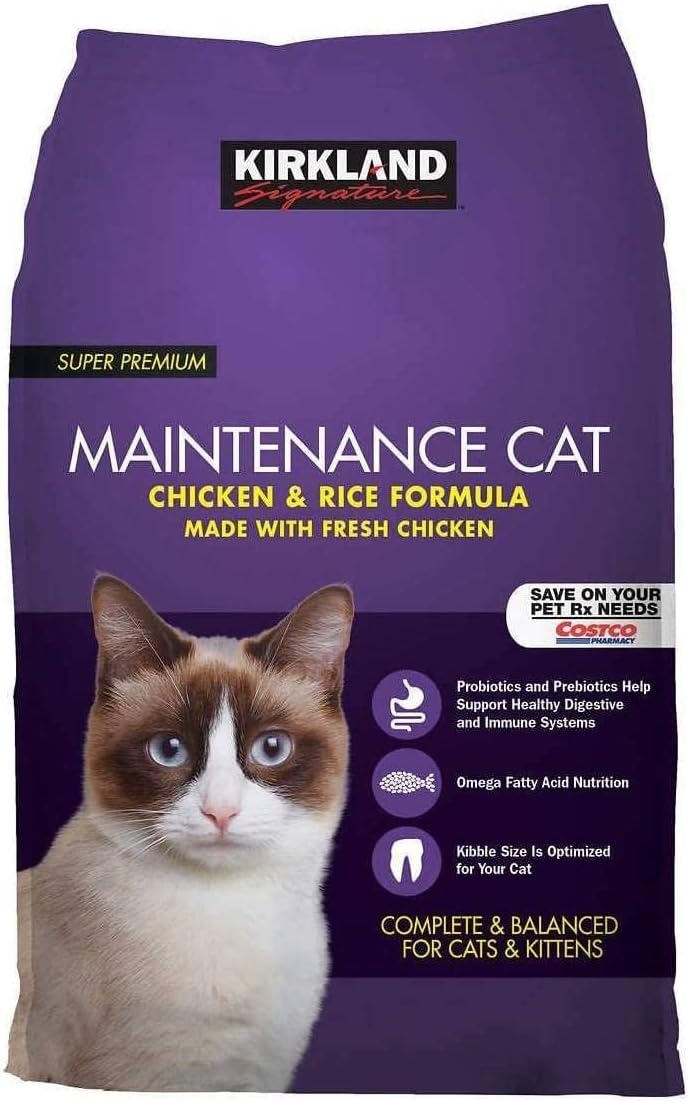 KIRKLAND
Signature™
SUPER PREMIUM
MAINTENANCE CAT
CHICKEN & RICE FORMULA
MADE WITH FRESH CHICKEN
SAVE ON YOUR
PET Rx NEEDS
COSTCO
PHARMACY
Probiotics and Prebiotics Help
Support Healthy Digestive
and Immune Systems
Omega Fatty Acid Nutrition
Kibble Size Is Optimized
for Your Cat
COMPLETE & BALANCED
FOR CATS & KITTENS